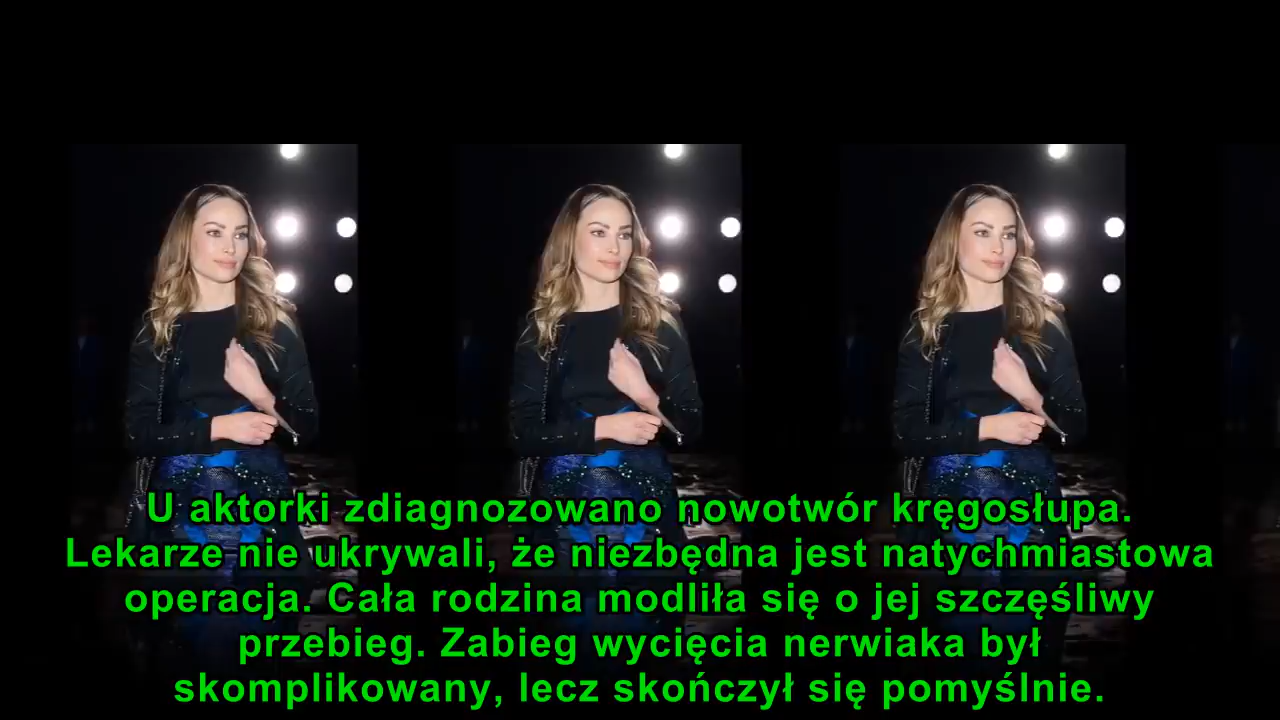 U aktorki zdiagnozowano nowotwór kręgosłupa.
Lekarze nie ukrywali, że niezbędna jest natychmiastowa
operacja. Cała rodzina modliła się o jej szczęśliwy
przebieg. Zabieg wycięcia nerwiaka był
skomplikowany, lecz skończył się pomyślnie.